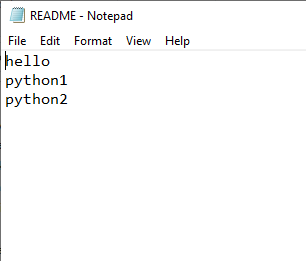 README - Notepad
File Edit Format View Help
hello
python1
python2